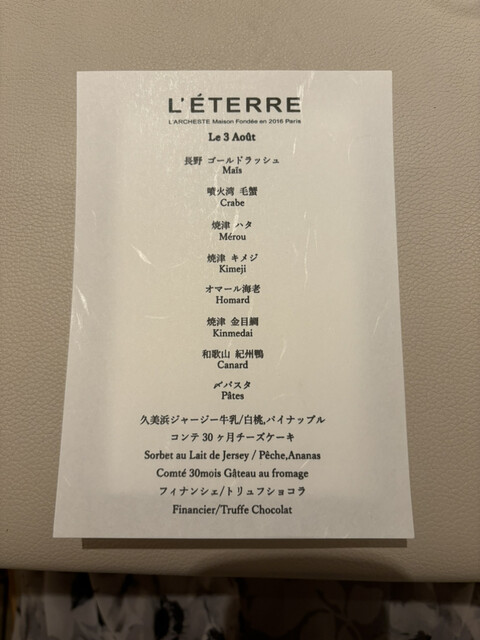 L'ÉTERRE
L'ARCHESTE Maison Fondée en 2016 Paris
Le 3 Août
長野 ゴールドラッシュ
Maïs
噴火湾 毛蟹
Crabe
焼津 ハタ
Mérou
焼津 キメジ
Kimeji
オマール海老
Homard
焼津 金目鯛
Kinmedai
和歌山 紀州鴨
Canard
〆パスタ
Pâtes
久美浜ジャージー牛乳/白桃,パイナップル
コンテ 30 ヶ月チーズケーキ
Sorbet au Lait de Jersey / Pêche,Ananas
Comté 30mois Gâteau au fromage
フィナンシェ/トリュフショコラ
Financier/Truffe Chocolat